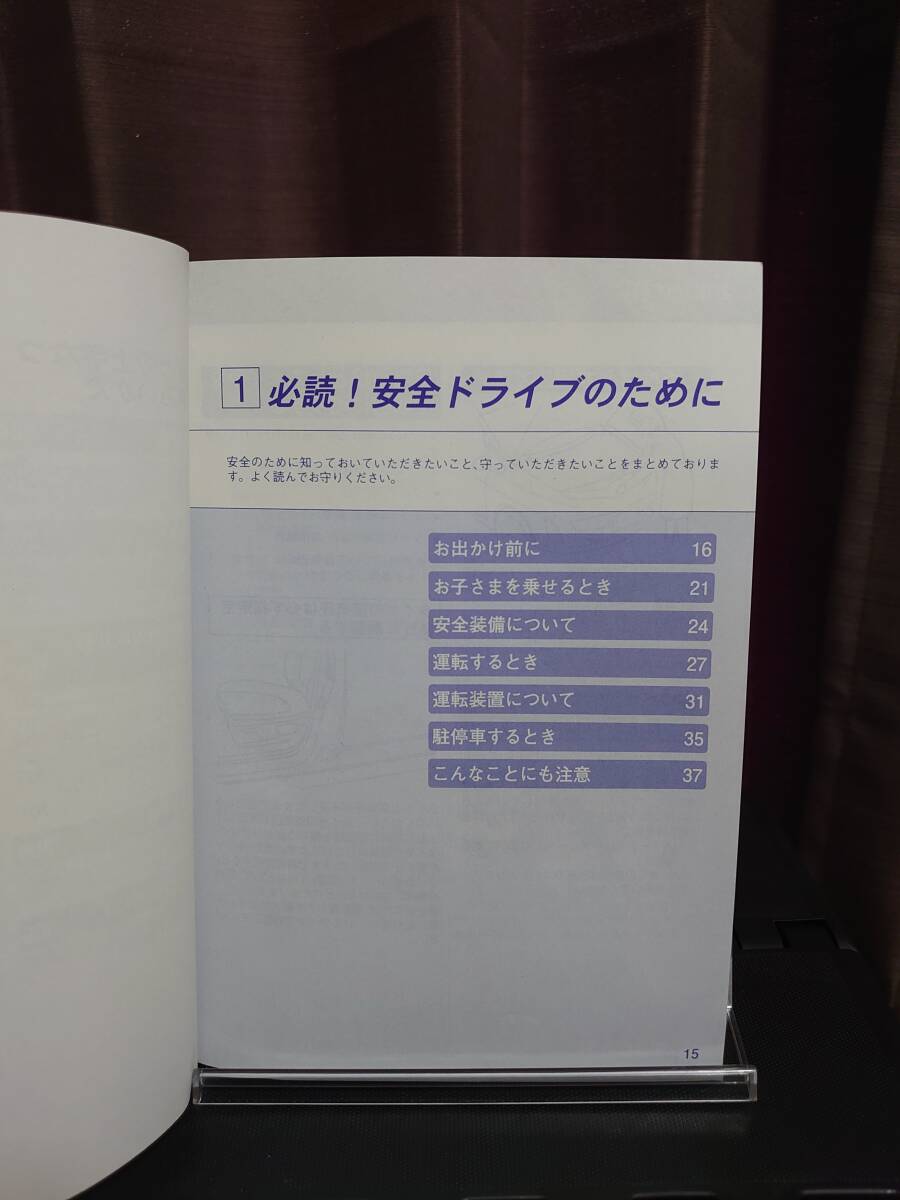 1 必読！安全ドライブのために
安全のために知っておいていただきたいこと、守っていただきたいことをまとめておりま
す。よく読んでお守りください。
お出かけ前に 16
お子さまを乗せるとき 21
安全装備について 24
運転するとき 27
運転装置について 31
駐停車するとき 35
こんなことにも注意 37
15